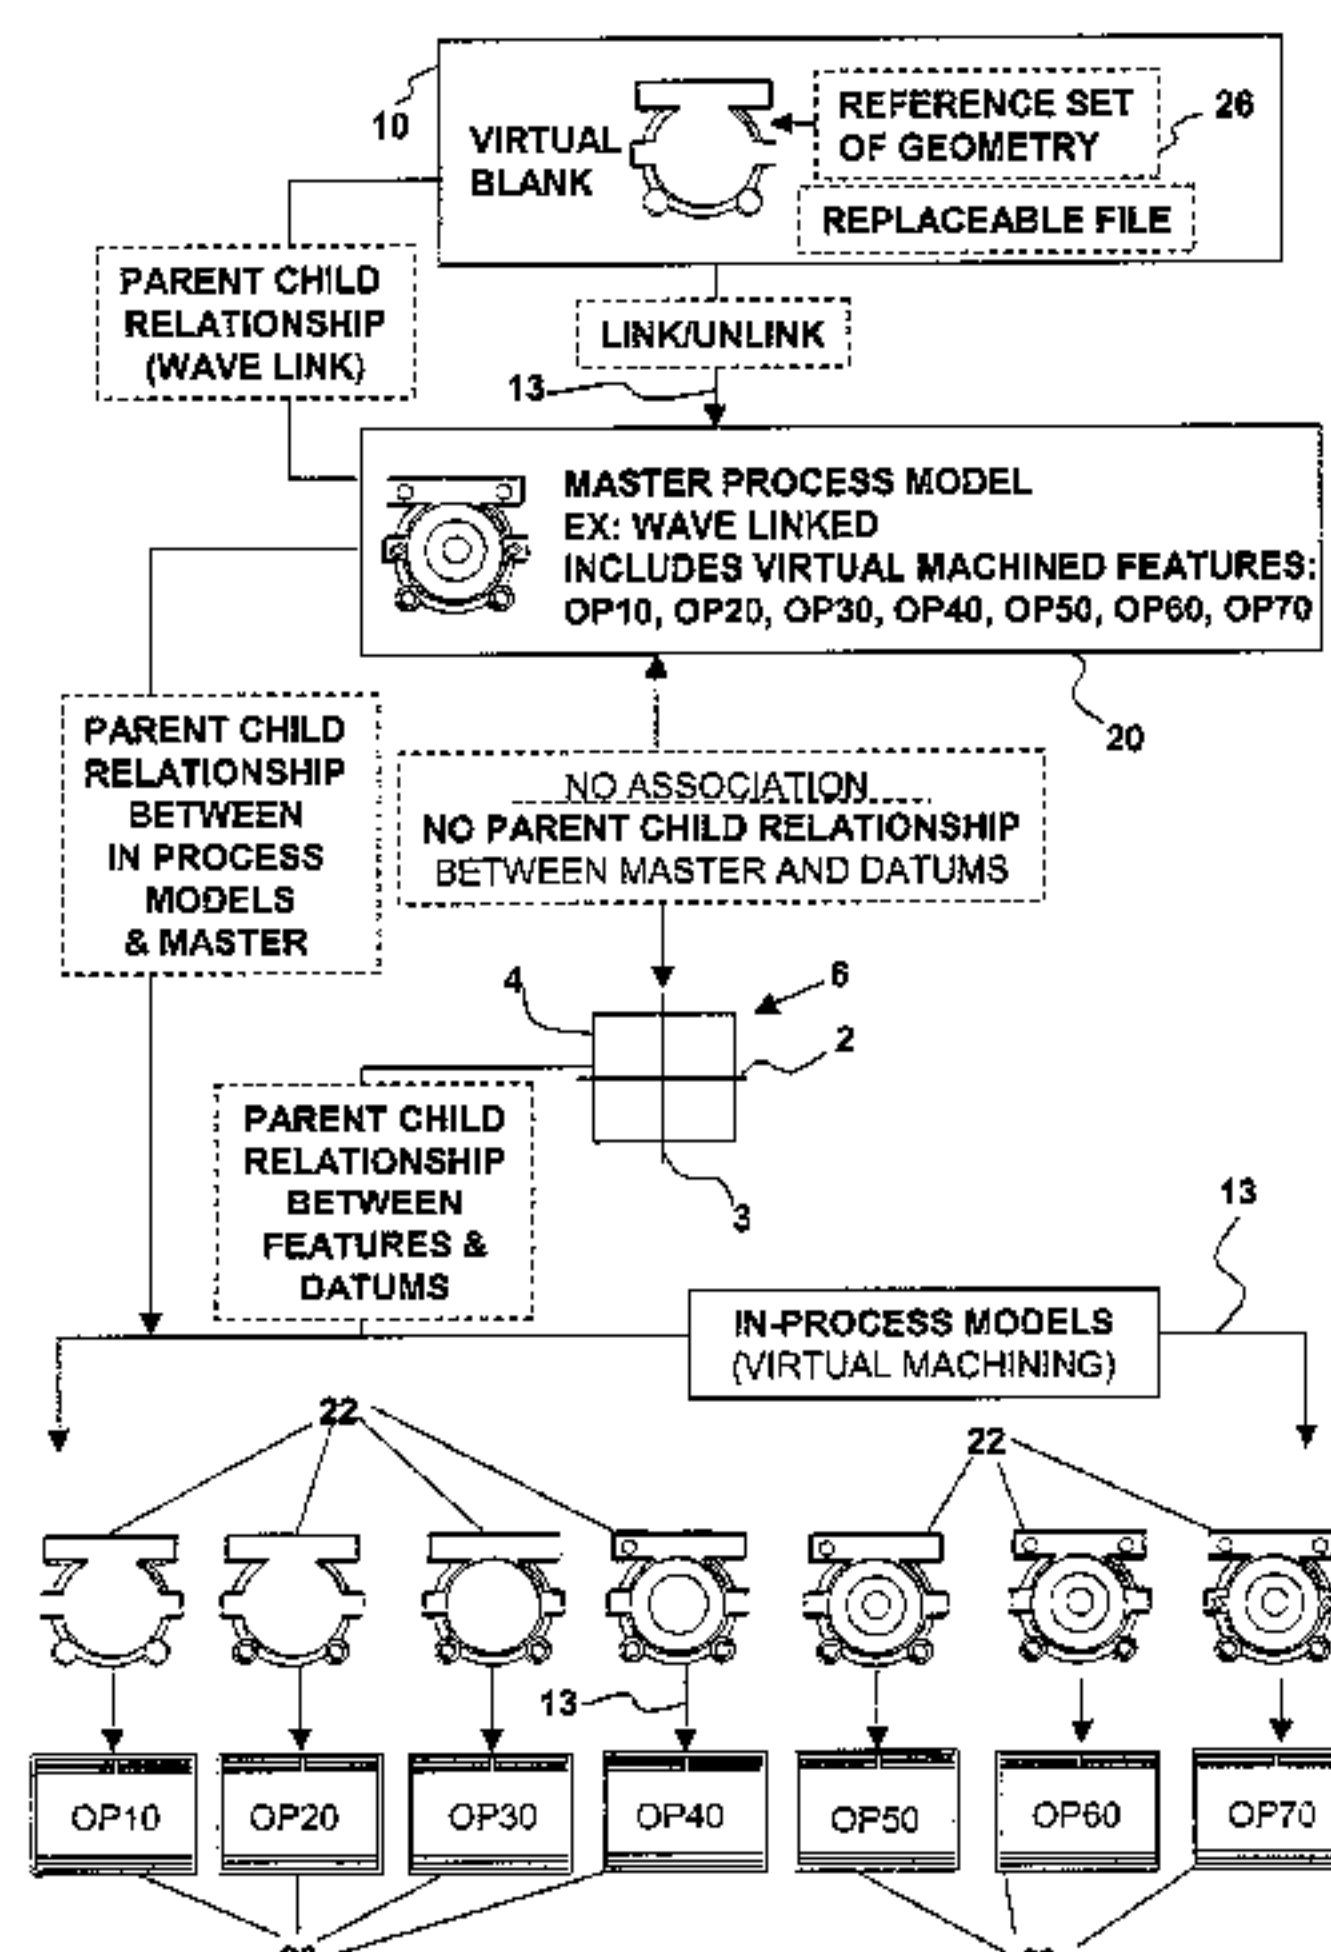 10
VIRTUAL
BLANK
REFERENCE SET
OF GEOMETRY
26
REPLACEABLE FILE
PARENT CHILD
RELATIONSHIP
(WAVE LINK)
LINK/UNLINK
13
MASTER PROCESS MODEL
EX: WAVE LINKED
INCLUDES VIRTUAL MACHINED FEATURES:
OP10, OP20, OP30, OP40, OP50, OP60, OP70
20
PARENT CHILD
RELATIONSHIP
BETWEEN
IN PROCESS
MODELS
& MASTER
NO ASSOCIATION
NO PARENT CHILD RELATIONSHIP
BETWEEN MASTER AND DATUMS
4
6
2
3
PARENT CHILD
RELATIONSHIP
BETWEEN
FEATURES &
DATUMS
13
IN-PROCESS MODELS
(VIRTUAL MACHINING)
22
22
13
OP10
OP20
OP30
OP40
OP50
OP60
OP70